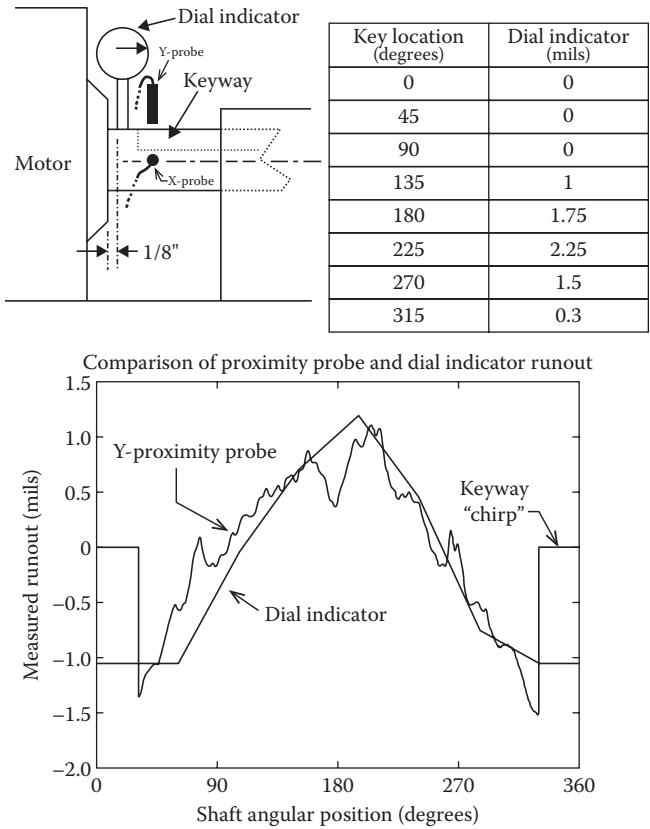 Dial indicator
Y-probe
Keyway
Motor
X-probe
1/8"
Key location (degrees) Dial indicator (mils)
0 0
45 0
90 0
135 1
180 1.75
225 2.25
270 1.5
315 0.3
Comparison of proximity probe and dial indicator runout
Measured runout (mils)
1.5
1.0
0.5
0
−0.5
−1.0
−1.5
−2.0
Y-proximity probe
Keyway
"chirp"
Dial indicator
0 90 180 270 360
Shaft angular position (degrees)